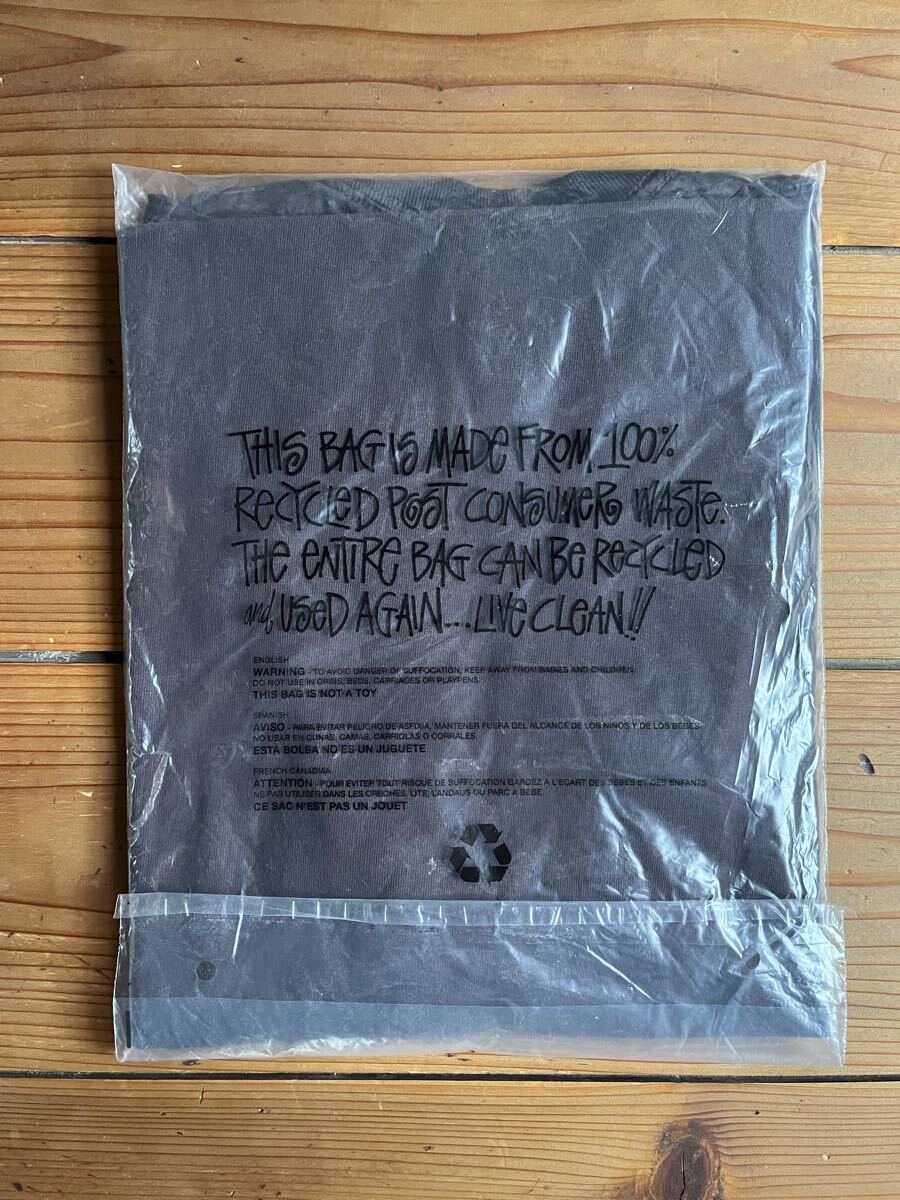 THIS BAG IS MADE FROM 100%
RECYCLED POST CONSUMER WASTE.
THE ENTIRE BAG CAN BE RECYCLED
and USED AGAIN...LIVE CLEAN!!
ENGLISH
WARNING - TO AVOID DANGER OF SUFFOCATION, KEEP AWAY FROM BABIES AND CHILDREN.
DO NOT USE IN CRIBS, BEDS, CARRIAGES OR PLAYPENS.
THIS BAG IS NOT A TOY
SPANISH
AVISO - PARA EVITAR PELIGRO DE ASFIXIA, MANTENER FUERA DEL ALCANCE DE LOS NINOS Y DE LOS BEBES
NO USAR EN CUNAS, CAMAS, CARRIOLAS O CORRALES.
ESTA BOLSA NO ES UN JUGUETE
FRENCH CANADIAN
ATTENTION - POUR EVITER TOUT RISQUE DE SUFFOCATION GARDEZ A L'ECART DES BEBES ET DES ENFANTS
NE PAS UTILISER DANS LES CRECHES, LITS, LANDAUS OU PARC A BEBE.
CE SAC N'EST PAS UN JOUET